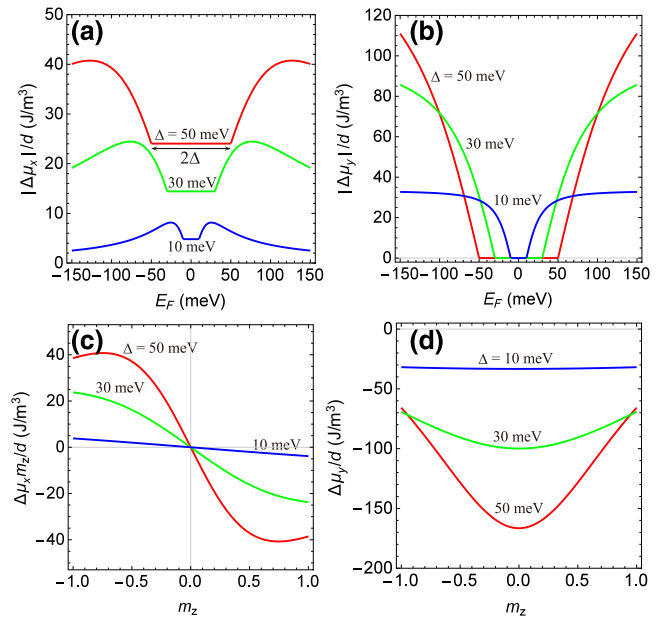 (a)
50
40
30
20
10
0
|Δμx|/d (J/m³)
Δ = 50 meV
2Δ
30 meV
10 meV
−150 −100 −50 0 50 100 150
EF (meV)
(b)
120
100
80
60
40
20
0
|Δμy|/d (J/m³)
Δ = 50 meV
30 meV
10 meV
−150 −100 −50 0 50 100 150
EF (meV)
(c)
40
20
0
−20
−40
Δμxmz/d (J/m³)
Δ = 50 meV
30 meV
10 meV
−1.0 −0.5 0.0 0.5 1.0
mz
(d)
0
−50
−100
−150
−200
Δμy/d (J/m³)
Δ = 10 meV
30 meV
50 meV
−1.0 −0.5 0.0 0.5 1.0
mz